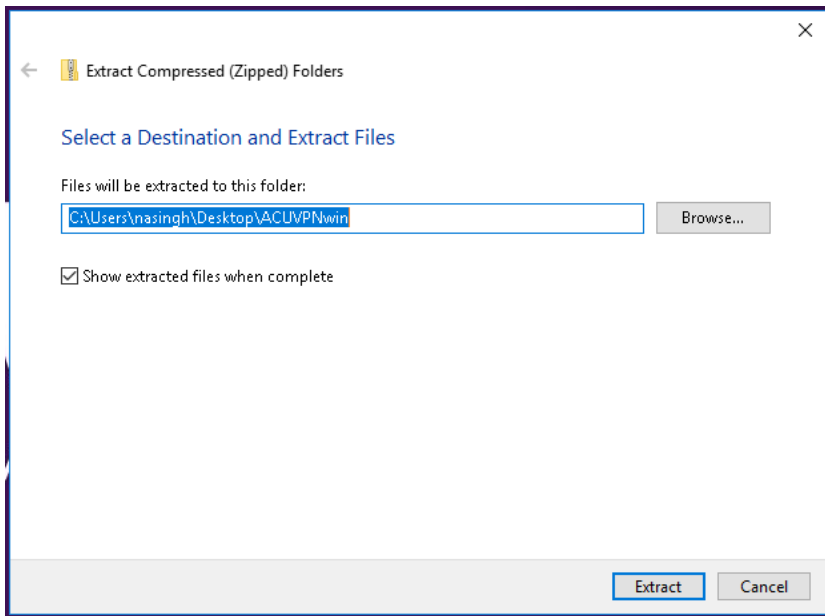 Extract Compressed (Zipped) Folders
Select a Destination and Extract Files
Files will be extracted to this folder:
C:\Users\nasingh\Desktop\ACUVPNwin
Browse...
Show extracted files when complete
Extract
Cancel